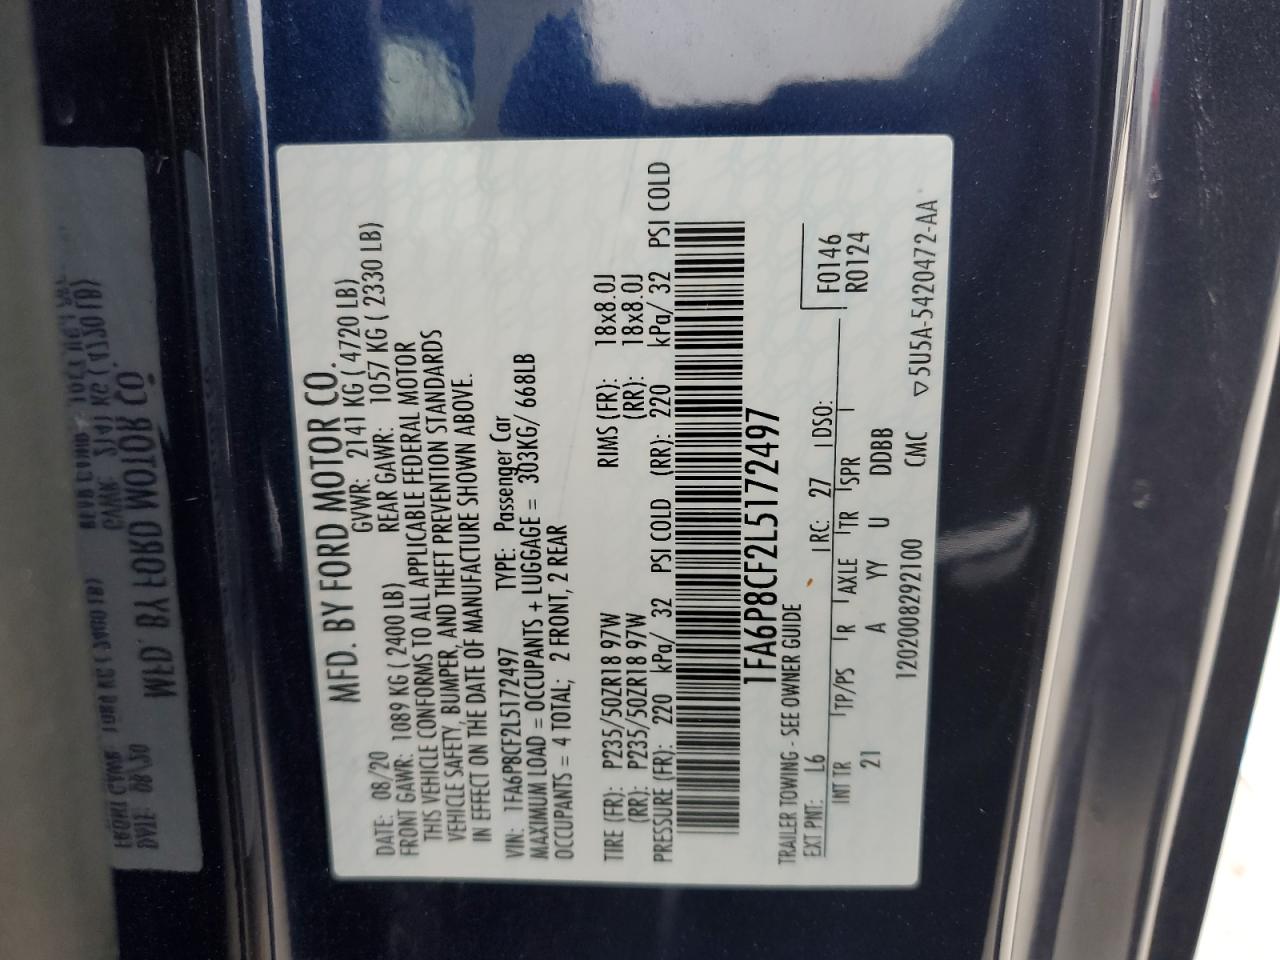 MFD. BY FORD MOTOR CO.
DATE: 08/20 GVWR: 2141 KG ( 4720 LB)
FRONT GAWR: 1089 KG ( 2400 LB) REAR GAWR: 1057 KG ( 2330 LB)
THIS VEHICLE CONFORMS TO ALL APPLICABLE FEDERAL MOTOR
VEHICLE SAFETY, BUMPER, AND THEFT PREVENTION STANDARDS
IN EFFECT ON THE DATE OF MANUFACTURE SHOWN ABOVE.
VIN: 1FA6P8CF2L5172497 TYPE: Passenger Car
MAXIMUM LOAD = OCCUPANTS + LUGGAGE = 303KG/ 668LB
OCCUPANTS = 4 TOTAL; 2 FRONT, 2 REAR
TIRE (FR): P235/50ZR18 97W RIMS (FR): 18x8.0J
(RR): P235/50ZR18 97W (RR): 18x8.0J
PRESSURE (FR): 220 kPa/ 32 PSI COLD (RR): 220 kPa/ 32 PSI COLD
1FA6P8CF2L5172497
TRAILER TOWING - SEE OWNER GUIDE
EXT PNT: L6 RC: 27 DSO: F0146
INT TR TP/PS R AXLE TR SPR R0124
21 A YY U DDBB
12020082921​00 CMC ▽5U5A-5420472-AA